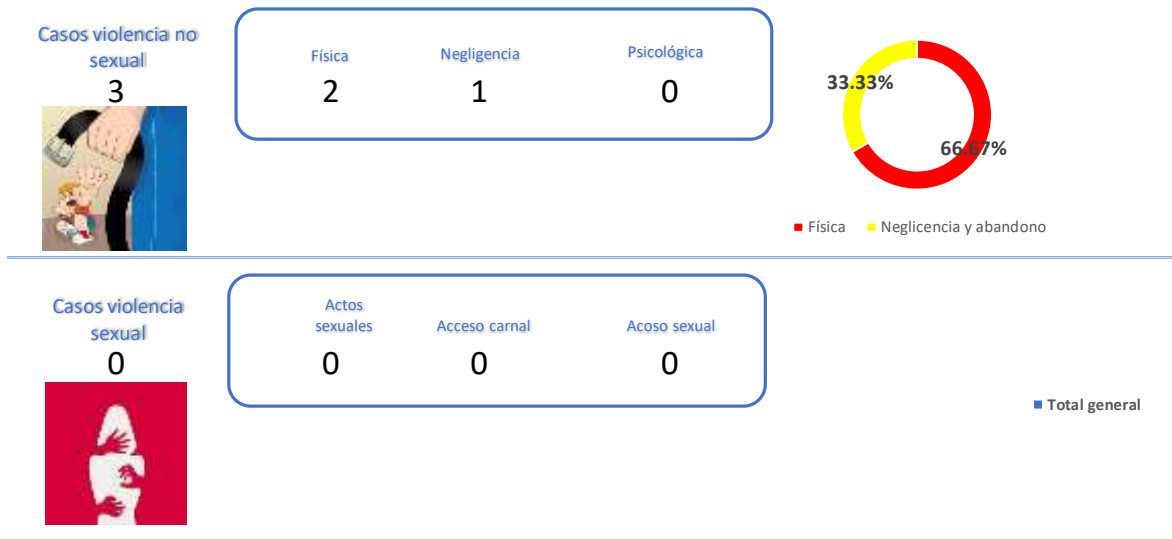 Casos violencia no
sexual
3
Física
2
Negligencia
1
Psicológica
0
33.33%
66.67%
Física
Neglicencia y abandono
Casos violencia
sexual
0
Actos
sexuales
0
Acceso carnal
0
Acoso sexual
0
Total general